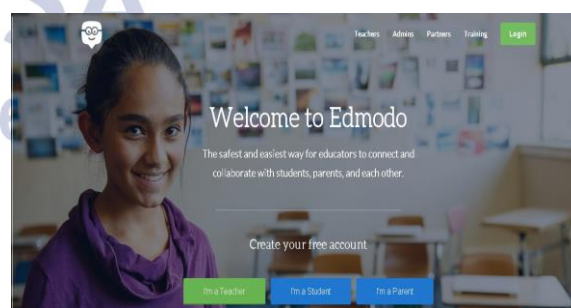 Teachers Admins Partners Training Login
Welcome to Edmodo
The safest and easiest way for educators to connect and
collaborate with students, parents, and each other.
Create your free account
I'm a Teacher I'm a Student I'm a Parent